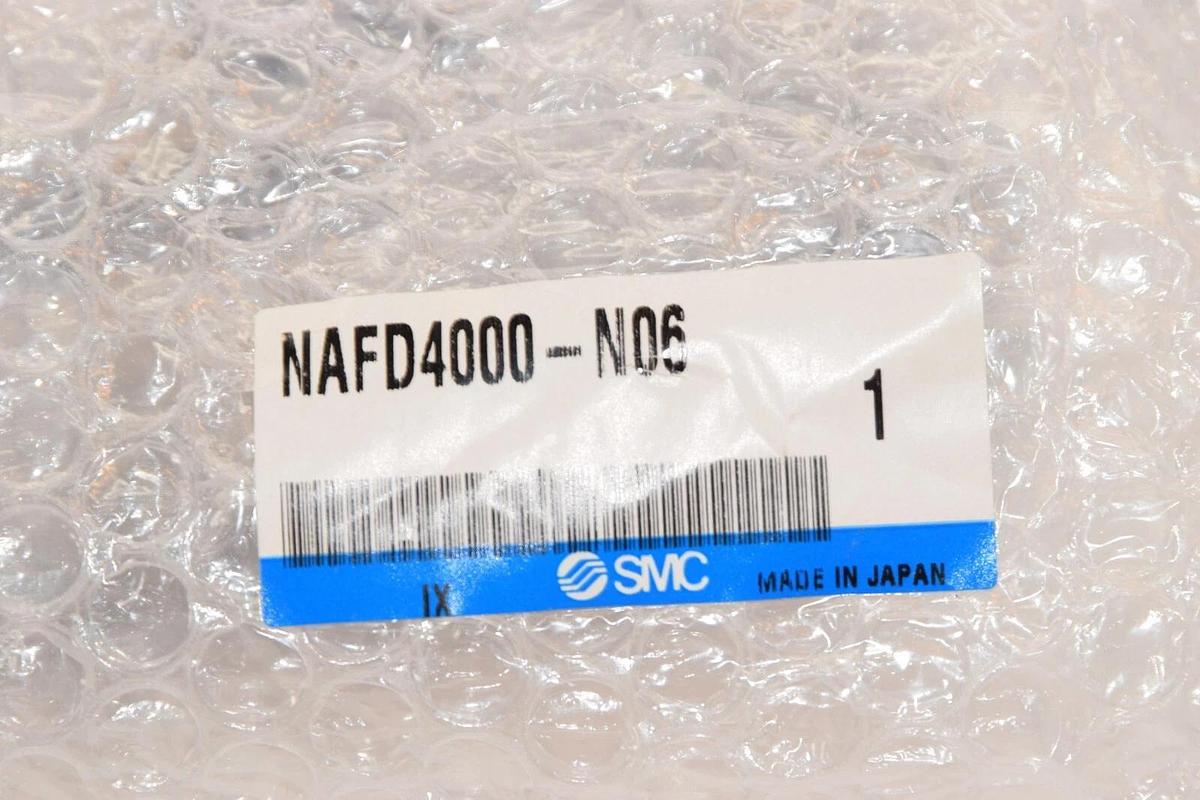 NAFD4000-N06
1
IX
SMC
MADE IN JAPAN